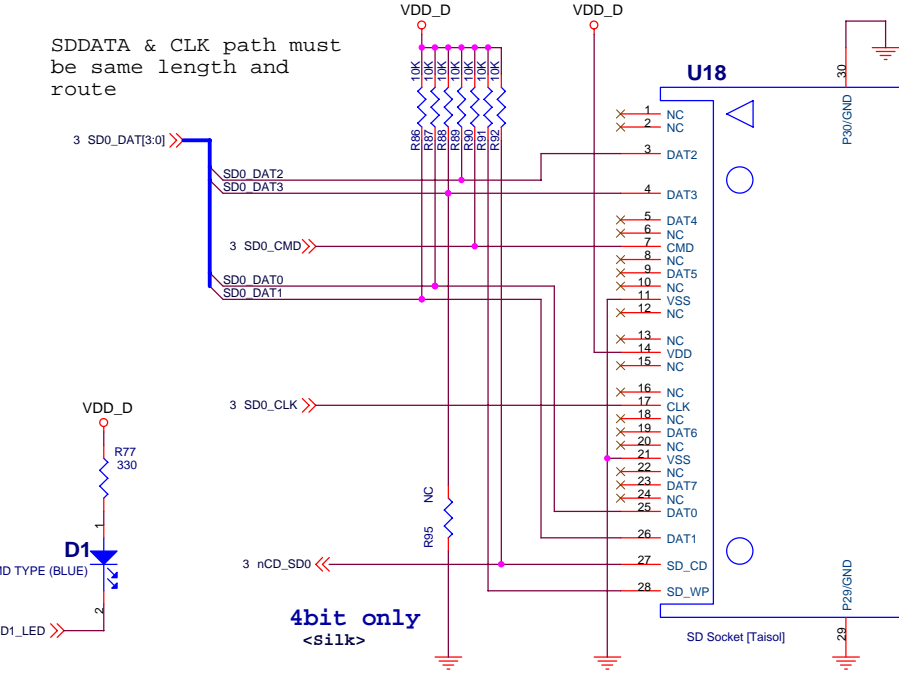 VDD_D
VDD_D
SDDATA & CLK path must
be same length and
route
U18
30
P30/GND
10K
10K
10K
10K
10K
10K
10K
R86
R87
R88
R89
R90
R91
R92
3 SD0_DAT[3:0]
SD0_DAT2
SD0_DAT3
3 SD0_CMD
SD0_DAT0
SD0_DAT1
3 SD0_CLK
1 NC
2 NC
3 DAT2
4 DAT3
5 DAT4
6 NC
7 CMD
8 NC
9 DAT5
10 NC
11 VSS
12 NC
13 NC
14 VDD
15 NC
16 NC
17 CLK
18 NC
19 DAT6
20 NC
21 VSS
22 NC
23 DAT7
24 NC
25 DAT0
26 DAT1
27 SD_CD
28 SD_WP
VDD_D
R77
330
1
D1
MD TYPE (BLUE)
2
D1_LED
NC
R95
3 nCD_SD0
4bit only
<Silk>
P29/GND
29
SD Socket [Taisol]